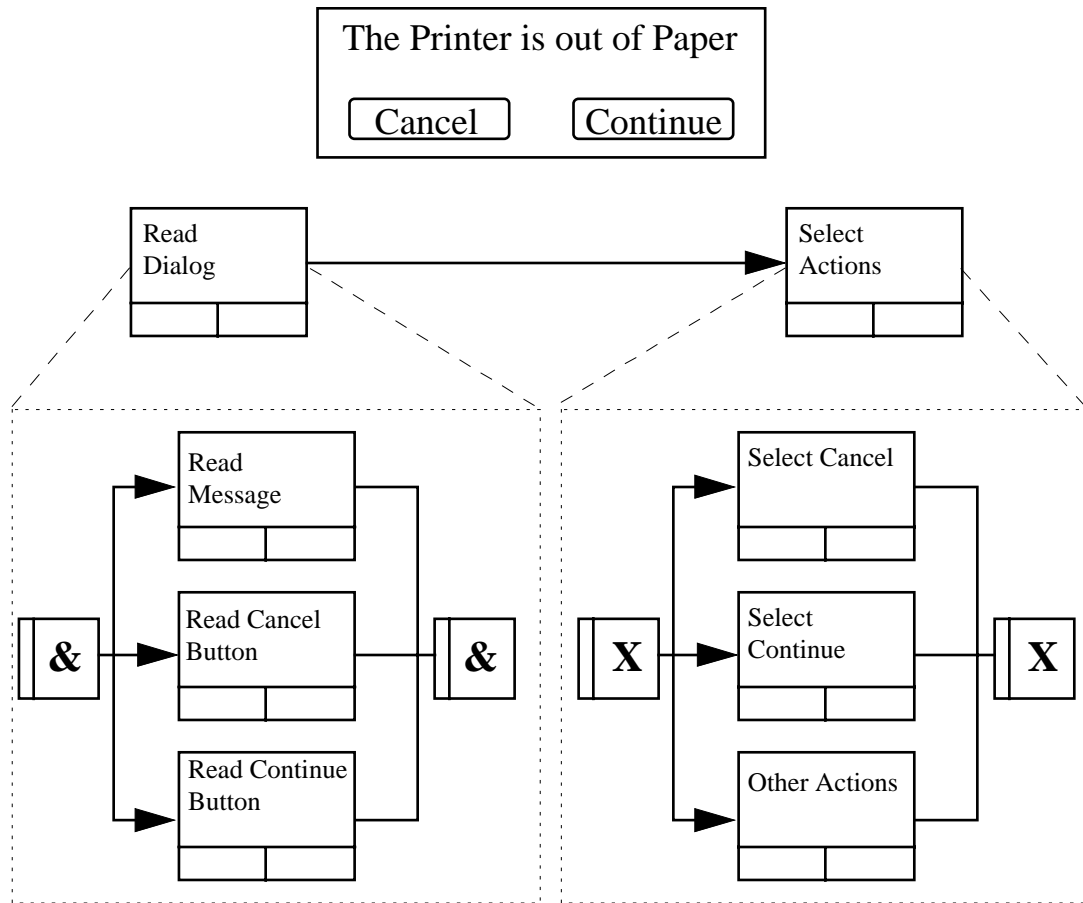 The Printer is out of Paper
Cancel
Continue
Read
Dialog
Select
Actions
Read
Message
Read Cancel
Button
Read Continue
Button
&
&
Select Cancel
Select
Continue
Other Actions
X
X